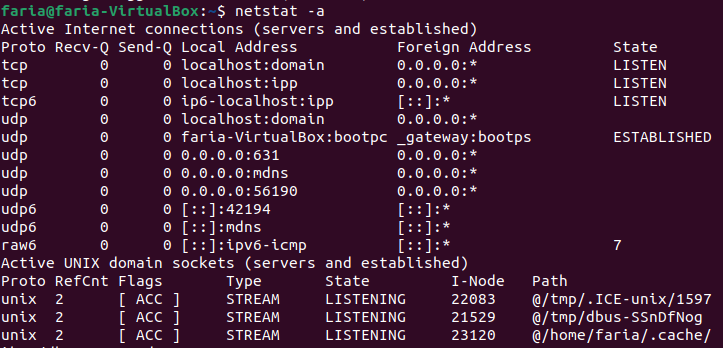 faria@faria-VirtualBox:~$ netstat -a
Active Internet connections (servers and established)
Proto Recv-Q Send-Q Local Address           Foreign Address         State
tcp        0      0 localhost:domain        0.0.0.0:*               LISTEN
tcp        0      0 localhost:ipp           0.0.0.0:*               LISTEN
tcp6       0      0 ip6-localhost:ipp       [::]:*                  LISTEN
udp        0      0 localhost:domain        0.0.0.0:*
udp        0      0 faria-VirtualBox:bootpc _gateway:bootps         ESTABLISHED
udp        0      0 0.0.0.0:631             0.0.0.0:*
udp        0      0 0.0.0.0:mdns            0.0.0.0:*
udp        0      0 0.0.0.0:56190           0.0.0.0:*
udp6       0      0 [::]:42194              [::]:*
udp6       0      0 [::]:mdns               [::]:*
raw6       0      0 [::]:ipv6-icmp          [::]:*                  7
Active UNIX domain sockets (servers and established)
Proto RefCnt Flags       Type       State         I-Node   Path
unix  2      [ ACC ]     STREAM     LISTENING     22083    @/tmp/.ICE-unix/1597
unix  2      [ ACC ]     STREAM     LISTENING     21529    @/tmp/dbus-SSnDfNog
unix  2      [ ACC ]     STREAM     LISTENING     23120    @/home/faria/.cache/